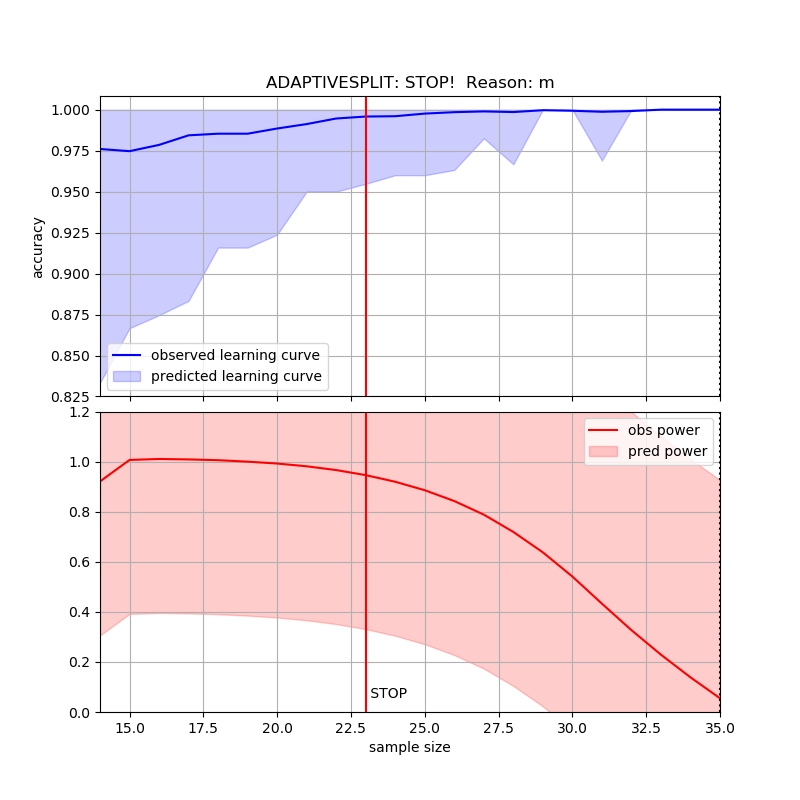 ADAPTIVESPLIT: STOP!  Reason: m
1.000
0.975
0.950
0.925
0.900
0.875
0.850
0.825
accuracy
observed learning curve
predicted learning curve
1.2
1.0
0.8
0.6
0.4
0.2
0.0
obs power
pred power
STOP
15.0 17.5 20.0 22.5 25.0 27.5 30.0 32.5 35.0
sample size